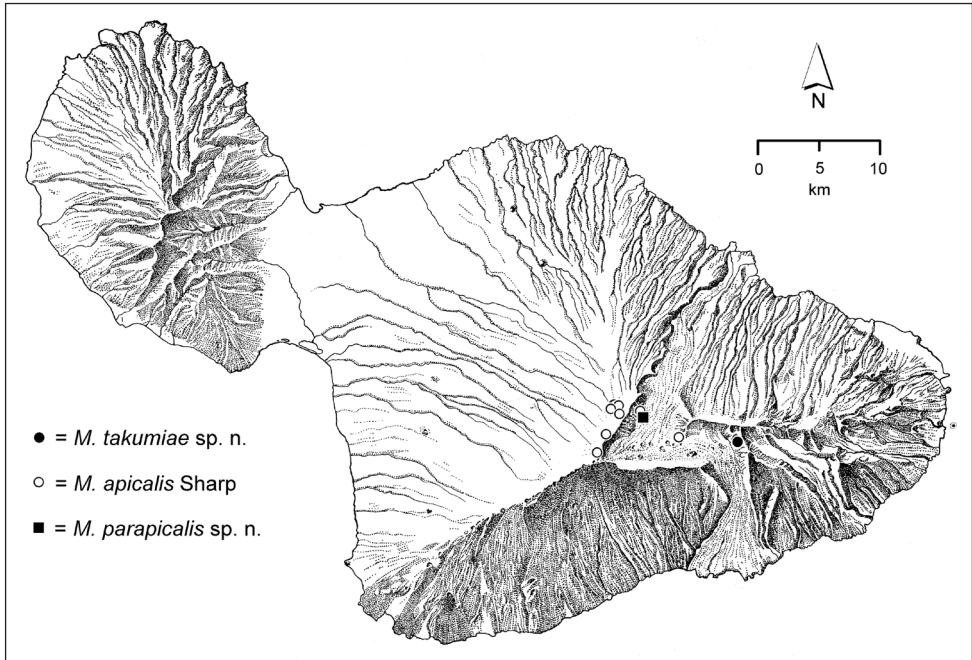 N
0 5 10
km
● = M. takumiae sp. n.
○ = M. apicalis Sharp
■ = M. parapicalis sp. n.